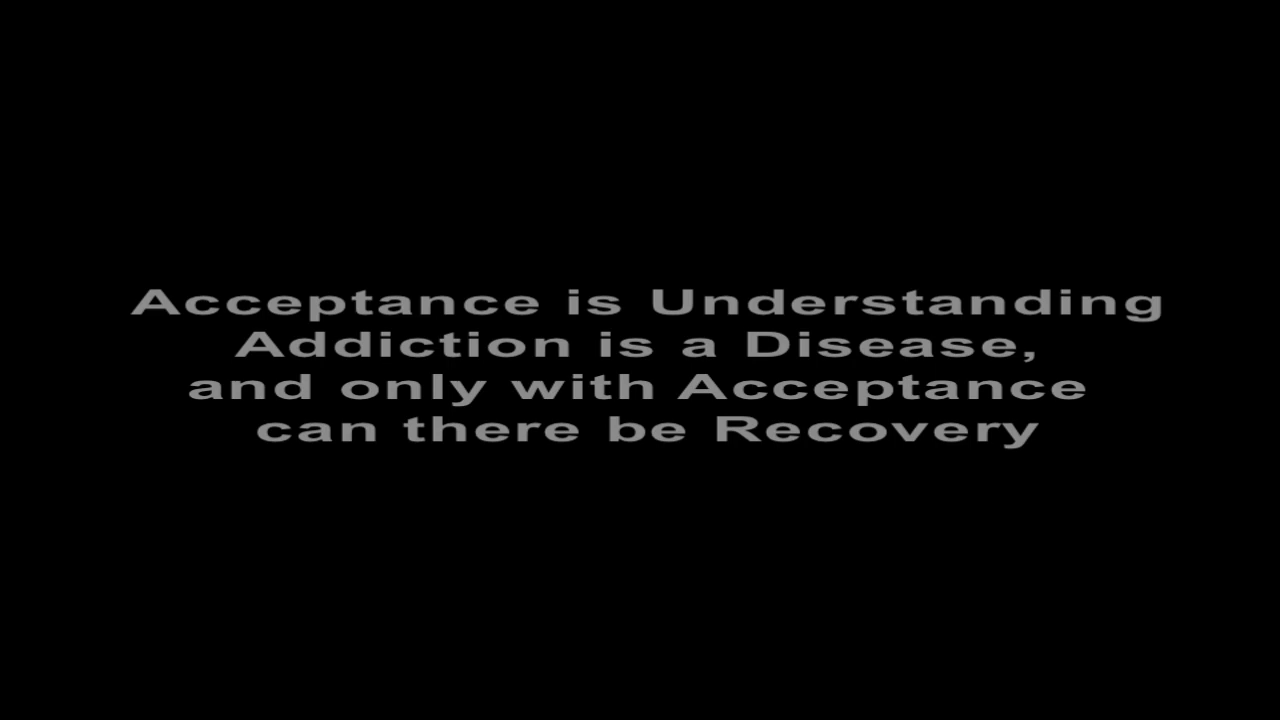 Acceptance is Understanding
Addiction is a Disease,
and only with Acceptance
can there be Recovery